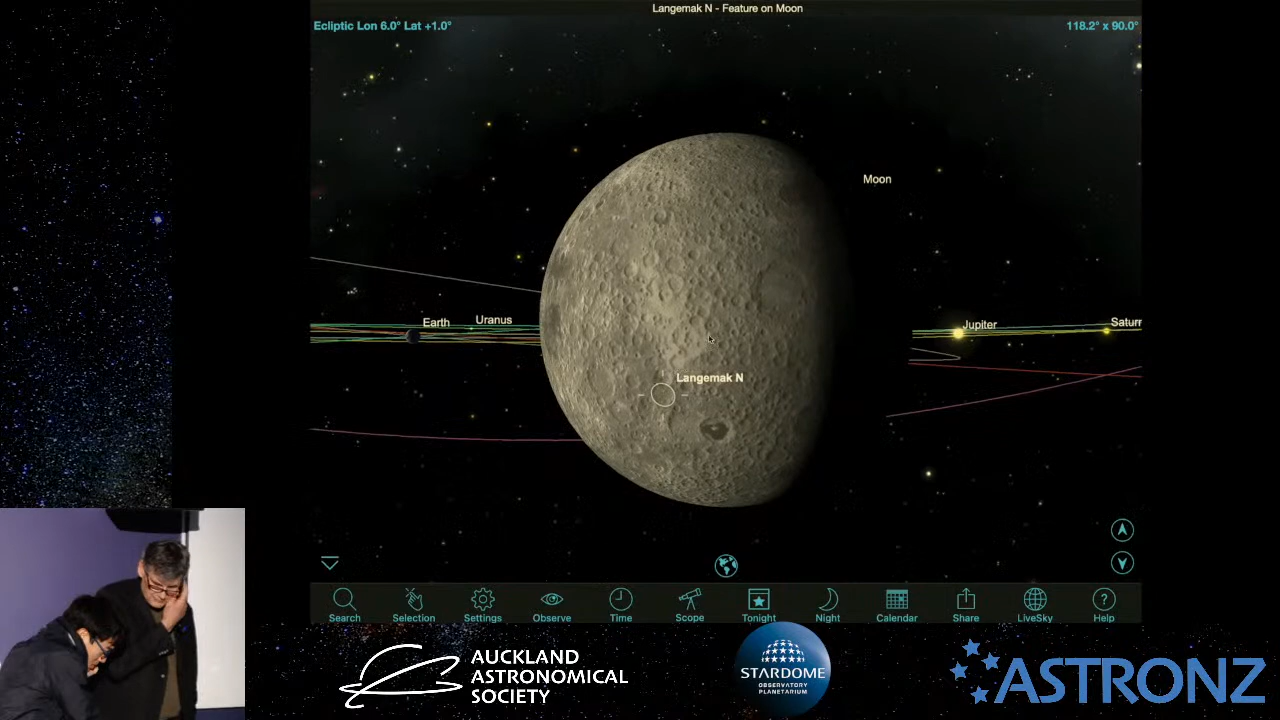 Langemak N - Feature on Moon
Ecliptic Lon 6.0° Lat +1.0°
118.2° x 90.0°
Moon
Earth
Uranus
Jupiter
Saturn
Langemak N
Search
Selection
Settings
Observe
Time
Scope
Tonight
Night
Calendar
Share
LiveSky
Help
AUCKLAND
ASTRONOMICAL
SOCIETY
STARDOME
OBSERVATORY
PLANETARIUM
ASTRONZ